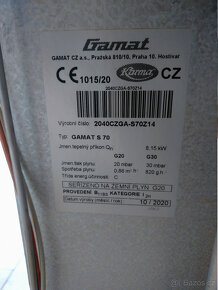 Gamat
GAMAT CZ a.s., Pražská 810/10, Praha 10, Hostivař
CE 1015/20 Karma CZ
2040CZGA-S70Z14
Výrobní číslo: 2040CZGA-S70Z14
Typ: GAMAT S 70
Jmen.tepelný příkon Qn 8,15 kW
G20 G30
Jmen.tlak plynu 20 mbar 30 mbar
Spotřeba plynu 0.86 m³/h 620 g/h
Třída energ.účinnosti C
SEŘÍZENO NA ZEMNÍ PLYN G20
PROVEDENÍ KATEGORIE
Datum výroby (měsíc / rok) 10 / 2020